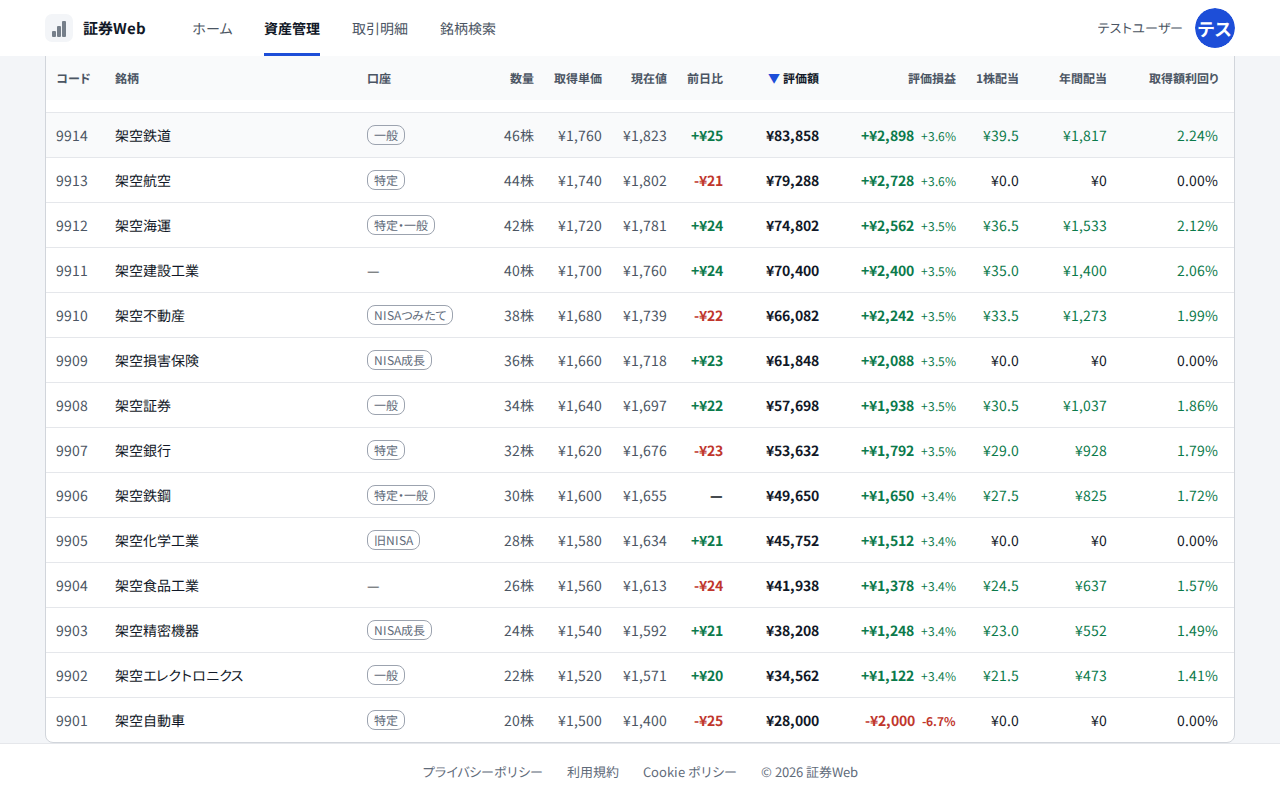 証券Web ホーム 資産管理 取引明細 銘柄検索 テストユーザー テス
コード 銘柄 口座 数量 取得単価 現在値 前日比 ▼評価額 評価損益 1株配当 年間配当 取得額利回り
9914 架空鉄道 一般 46株 ¥1,760 ¥1,823 +¥25 ¥83,858 +¥2,898 +3.6% ¥39.5 ¥1,817 2.24%
9913 架空航空 特定 44株 ¥1,740 ¥1,802 -¥21 ¥79,288 +¥2,728 +3.6% ¥0.0 ¥0 0.00%
9912 架空海運 特定・一般 42株 ¥1,720 ¥1,781 +¥24 ¥74,802 +¥2,562 +3.5% ¥36.5 ¥1,533 2.12%
9911 架空建設工業 — 40株 ¥1,700 ¥1,760 +¥24 ¥70,400 +¥2,400 +3.5% ¥35.0 ¥1,400 2.06%
9910 架空不動産 NISAつみたて 38株 ¥1,680 ¥1,739 -¥22 ¥66,082 +¥2,242 +3.5% ¥33.5 ¥1,273 1.99%
9909 架空損害保険 NISA成長 36株 ¥1,660 ¥1,718 +¥23 ¥61,848 +¥2,088 +3.5% ¥0.0 ¥0 0.00%
9908 架空証券 一般 34株 ¥1,640 ¥1,697 +¥22 ¥57,698 +¥1,938 +3.5% ¥30.5 ¥1,037 1.86%
9907 架空銀行 特定 32株 ¥1,620 ¥1,676 -¥23 ¥53,632 +¥1,792 +3.5% ¥29.0 ¥928 1.79%
9906 架空鉄鋼 特定・一般 30株 ¥1,600 ¥1,655 — ¥49,650 +¥1,650 +3.4% ¥27.5 ¥825 1.72%
9905 架空化学工業 旧NISA 28株 ¥1,580 ¥1,634 +¥21 ¥45,752 +¥1,512 +3.4% ¥0.0 ¥0 0.00%
9904 架空食品工業 — 26株 ¥1,560 ¥1,613 -¥24 ¥41,938 +¥1,378 +3.4% ¥24.5 ¥637 1.57%
9903 架空精密機器 NISA成長 24株 ¥1,540 ¥1,592 +¥21 ¥38,208 +¥1,248 +3.4% ¥23.0 ¥552 1.49%
9902 架空エレクトロニクス 一般 22株 ¥1,520 ¥1,571 +¥20 ¥34,562 +¥1,122 +3.4% ¥21.5 ¥473 1.41%
9901 架空自動車 特定 20株 ¥1,500 ¥1,400 -¥25 ¥28,000 -¥2,000 -6.7% ¥0.0 ¥0 0.00%
プライバシーポリシー 利用規約 Cookie ポリシー © 2026 証券Web